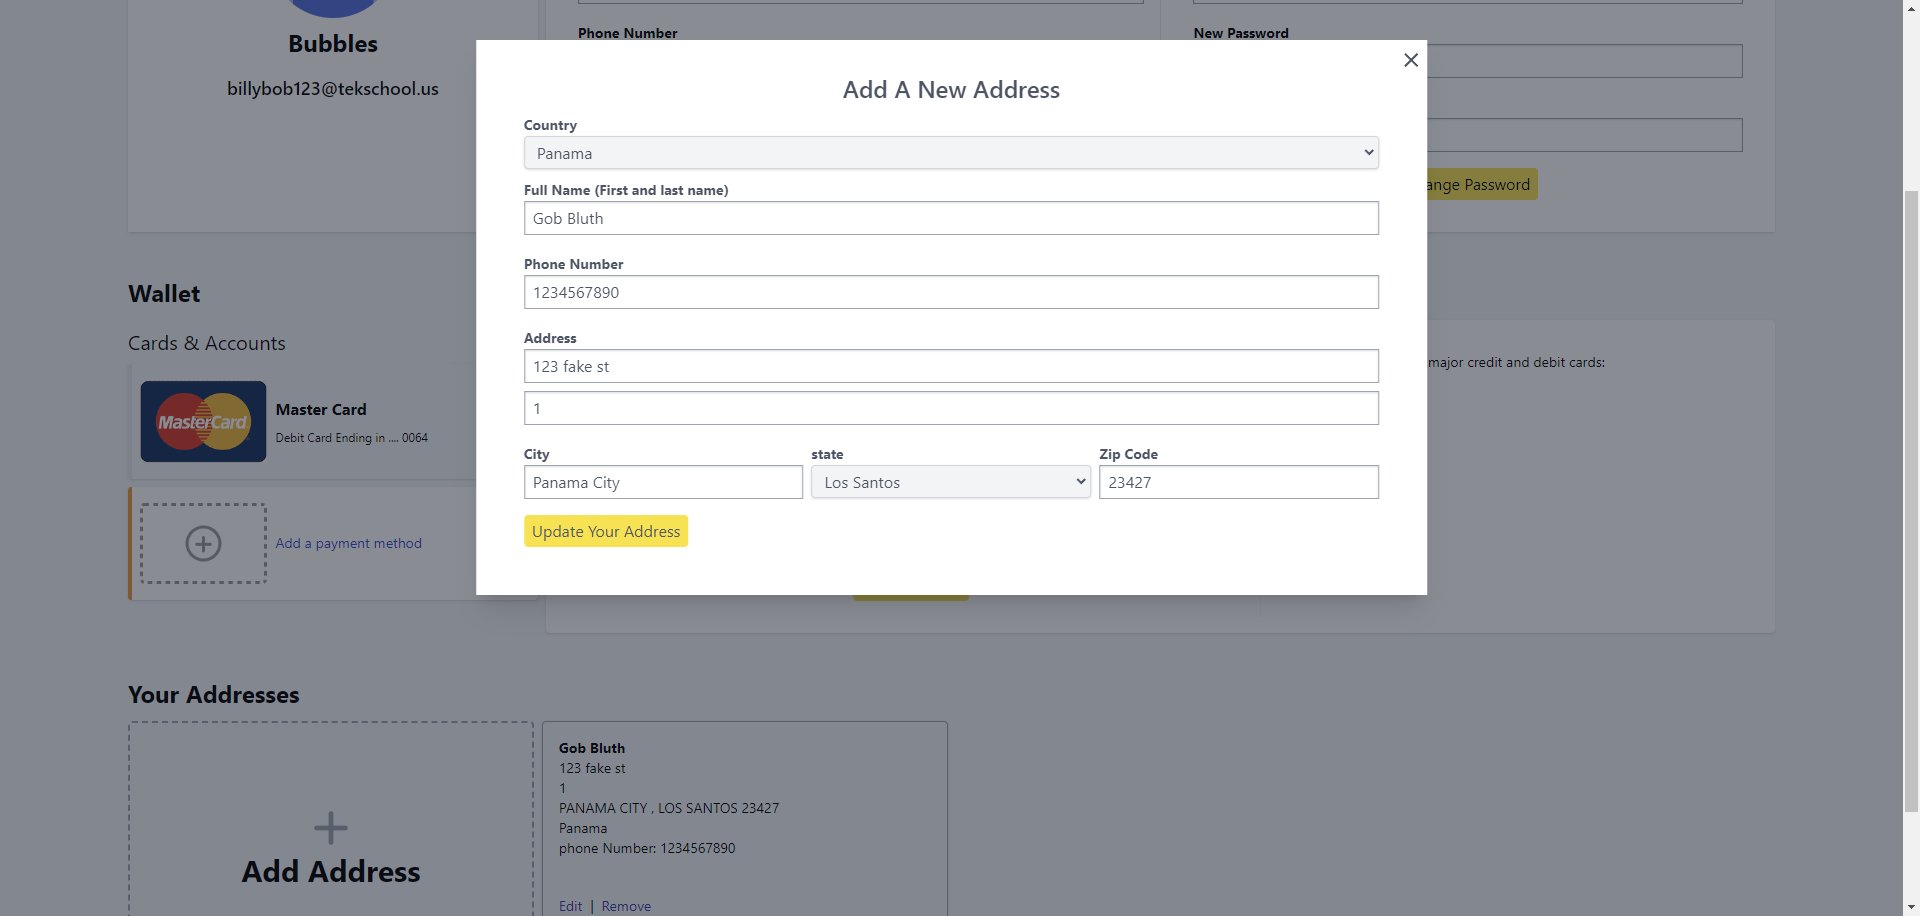 Bubbles
billybob123@tekschool.us
Phone Number
New Password
Add A New Address
Country
Panama
Full Name (First and last name)
Gob Bluth
Phone Number
1234567890
Address
123 fake st
1
City
state
Zip Code
Panama City
Los Santos
23427
Update Your Address
Password
Wallet
Cards & Accounts
MasterCard
Master Card
Debit Card Ending in .... 0064
Add a payment method
major credit and debit cards:
Your Addresses
Add Address
Gob Bluth
123 fake st
1
PANAMA CITY , LOS SANTOS 23427
Panama
phone Number: 1234567890
Edit | Remove